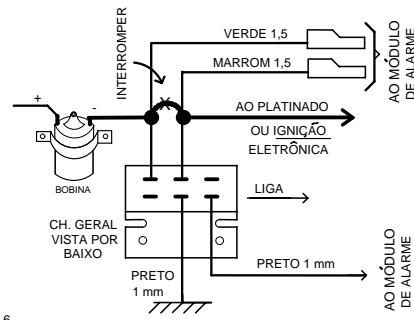 VERDE 1,5
MARROM 1,5
AO MÓDULO
DE ALARME
INTERROMPER
X
+
-
AO PLATINADO
OU IGNIÇÃO
ELETRÔNICA
BOBINA
LIGA
CH. GERAL
VISTA POR
BAIXO
PRETO
1 mm
PRETO 1 mm
AO MÓDULO
DE ALARME
6